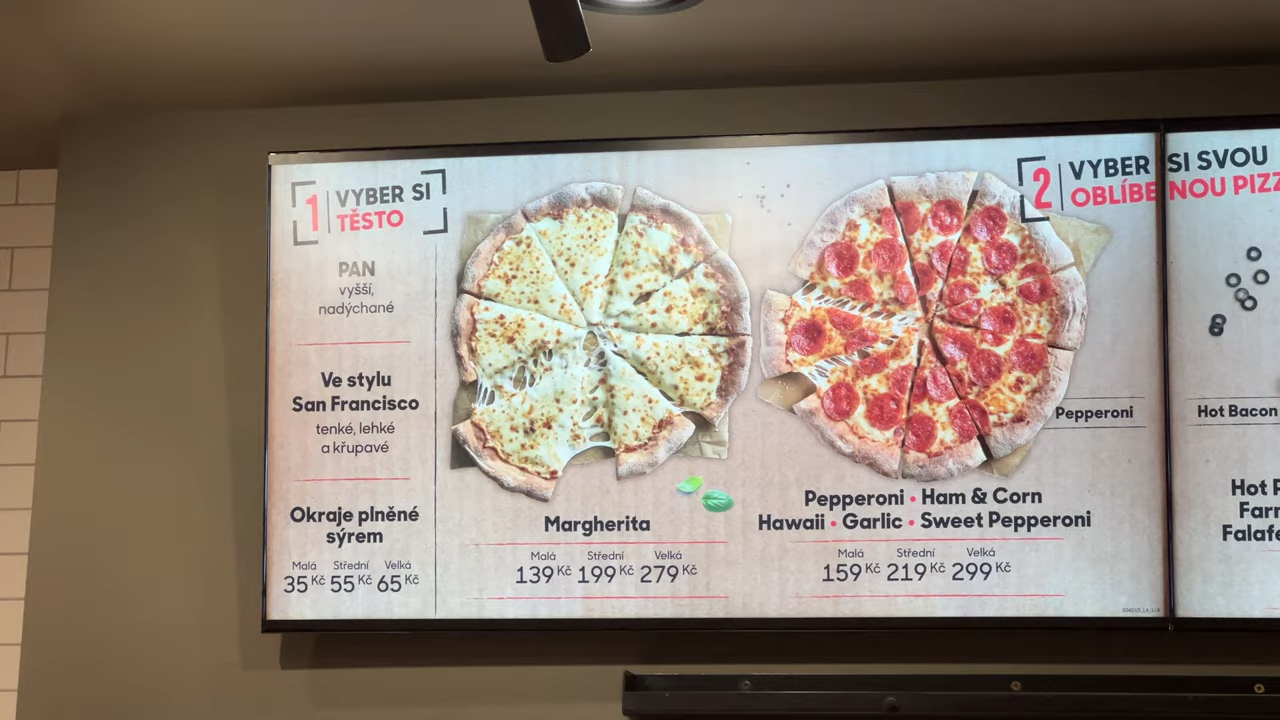 1 VYBER SI
TĚSTO
PAN
vyšší,
nadýchané
Ve stylu
San Francisco
tenké, lehké
a křupavé
Okraje plněné
sýrem
Malá Střední Velká
35 Kč 55 Kč 65 Kč
Margherita
Malá Střední Velká
139 Kč 199 Kč 279 Kč
2 VYBER SI SVOU
OBLÍBENOU PIZZ
Pepperoni
Pepperoni • Ham & Corn
Hawaii • Garlic • Sweet Pepperoni
Malá Střední Velká
159 Kč 219 Kč 299 Kč
Hot Bacon
Hot
Falafe